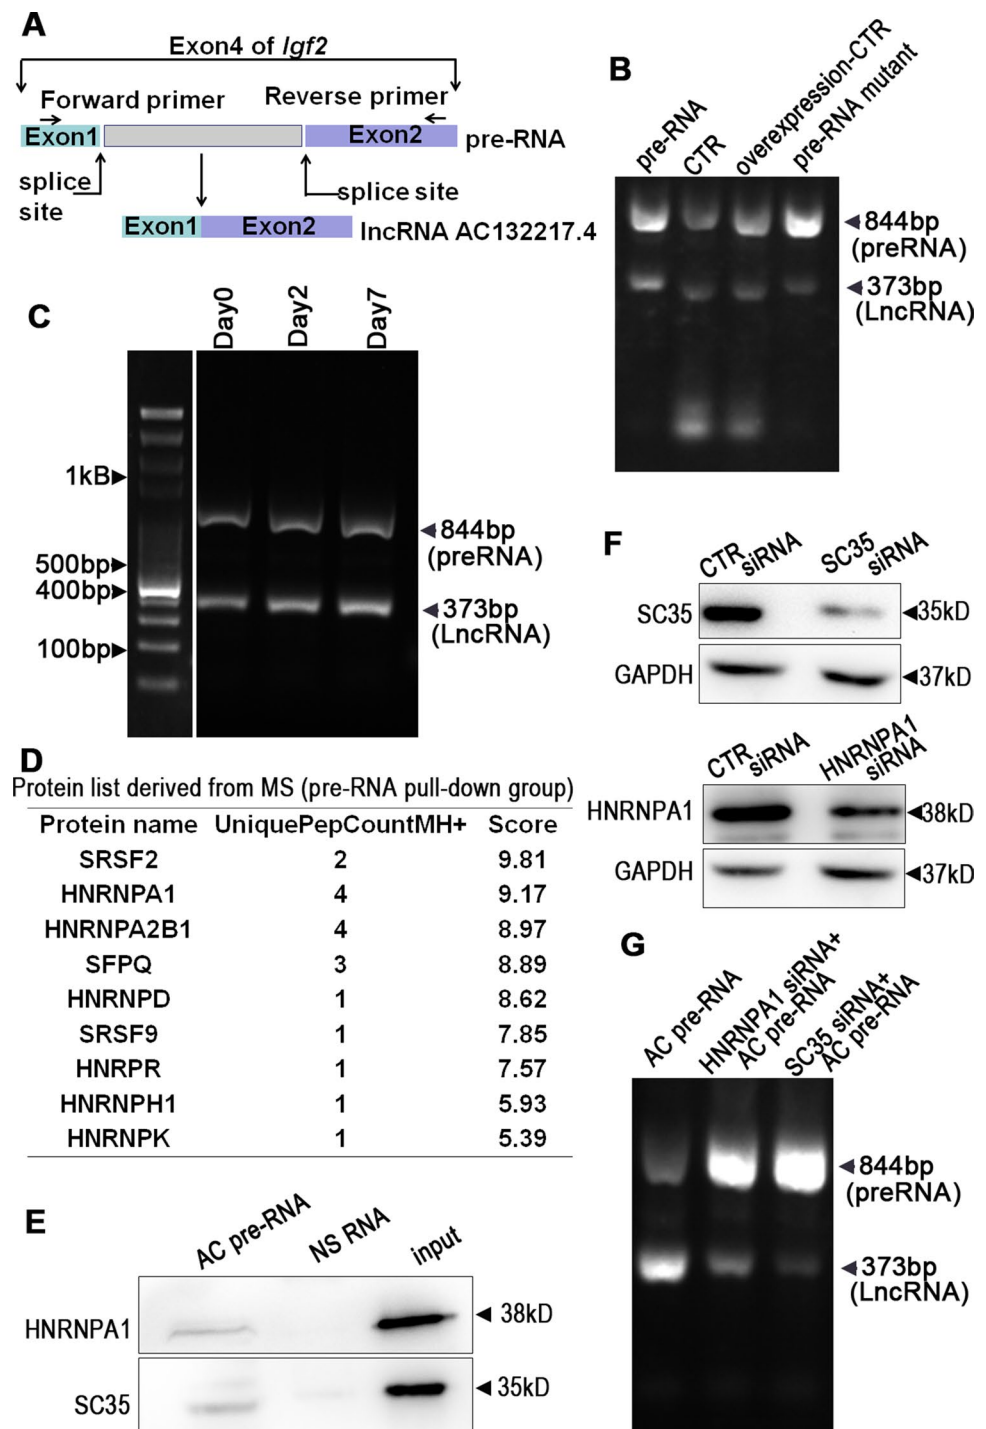 A
Exon4 of Igf2
Forward primer
Reverse primer
Exon1
Exon2
pre-RNA
splice site
splice site
Exon1
Exon2
lncRNA AC132217.4
B
pre-RNA
CTR
overexpression-CTR
pre-RNA mutant
844bp
(preRNA)
373bp
(LncRNA)
C
Day0
Day2
Day7
1kB
500bp
400bp
100bp
844bp
(preRNA)
373bp
(LncRNA)
D
Protein list derived from MS (pre-RNA pull-down group)
Protein name UniquePepCountMH+ Score
SRSF2 2 9.81
HNRNPA1 4 9.17
HNRNPA2B1 4 8.97
SFPQ 3 8.89
HNRNPD 1 8.62
SRSF9 1 7.85
HNRPR 1 7.57
HNRNPH1 1 5.93
HNRNPK 1 5.39
E
AC pre-RNA
NS RNA
input
HNRNPA1
38kD
SC35
35kD
F
CTR siRNA
SC35 siRNA
SC35
35kD
GAPDH
37kD
CTR siRNA
HNRNPA1 siRNA
HNRNPA1
38kD
GAPDH
37kD
G
AC pre-RNA
HNRNPA1 siRNA+
AC pre-RNA
SC35 siRNA+
AC pre-RNA
844bp
(preRNA)
373bp
(LncRNA)